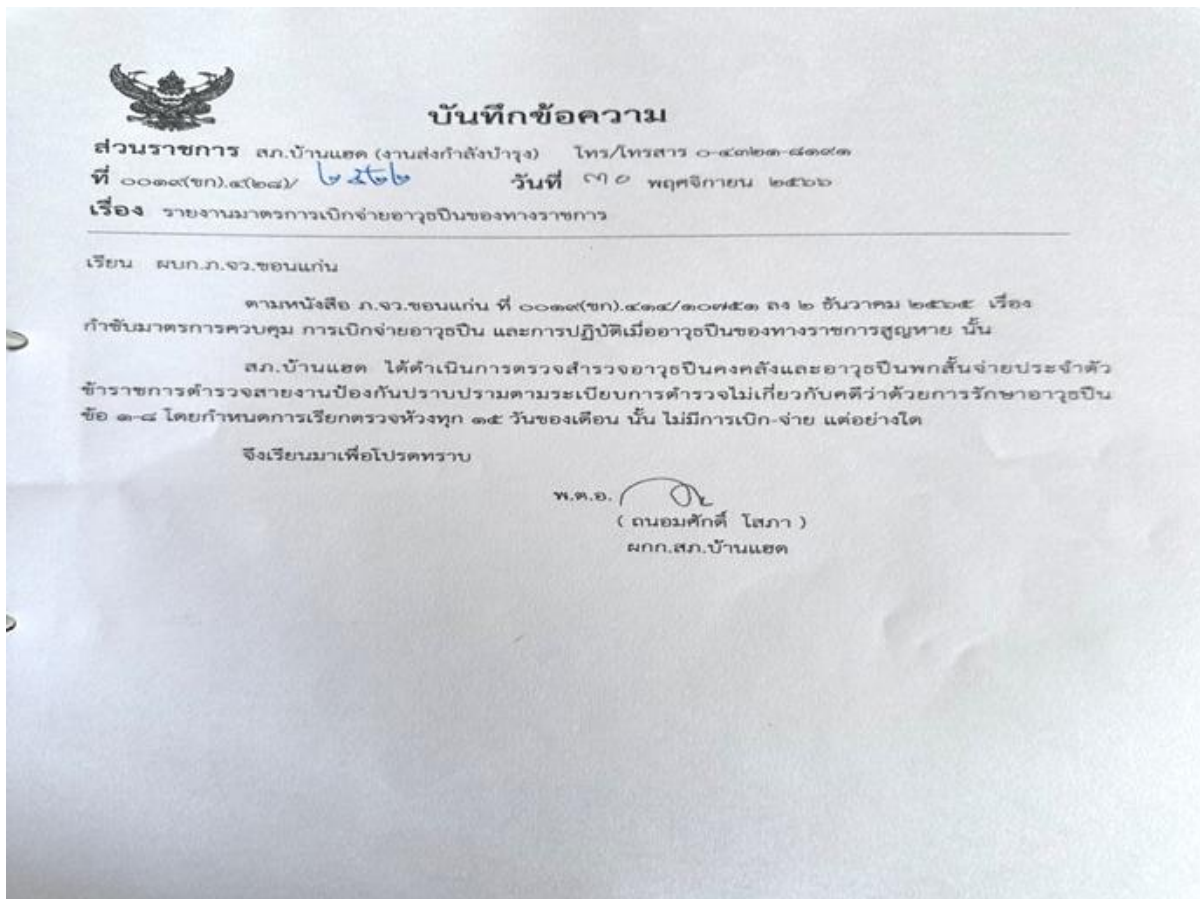 บันทึกข้อความ
ส่วนราชการ สภ.บ้านแฮด (งานส่งกำลังบำรุง) โทร/โทรสาร ๐-๔๓๒๑-๘๑๙๑
ที่ ๐๐๑๙(ขก).๔(๒๘)/ ๒๕๒๒ วันที่ ๓๐ พฤศจิกายน ๒๕๖๖
เรื่อง รายงานมาตรการเบิกจ่ายอาวุธปืนของทางราชการ
เรียน ผบก.ภ.จว.ขอนแก่น
ตามหนังสือ ภ.จว.ขอนแก่น ที่ ๐๐๑๙(ขก).๔๑๔/๑๐๗๕๑ ลง ๒ ธันวาคม ๒๕๖๕ เรื่อง
กำชับมาตรการควบคุม การเบิกจ่ายอาวุธปืน และการปฏิบัติเมื่ออาวุธปืนของทางราชการสูญหาย นั้น
สภ.บ้านแฮด ได้ดำเนินการตรวจสำรวจอาวุธปืนคงคลังและอาวุธปืนพกสั้นจ่ายประจำตัว
ข้าราชการตำรวจสายงานป้องกันปราบปรามตามระเบียบการตำรวจไม่เกี่ยวกับคดีว่าด้วยการรักษาอาวุธปืน
ข้อ ๑-๘ โดยกำหนดการเรียกตรวจห้วงทุก ๑๕ วันของเดือน นั้น ไม่มีการเบิก-จ่าย แต่อย่างใด
จึงเรียนมาเพื่อโปรดทราบ
พ.ต.อ.
( ถนอมศักดิ์ โสภา )
ผกก.สภ.บ้านแฮด